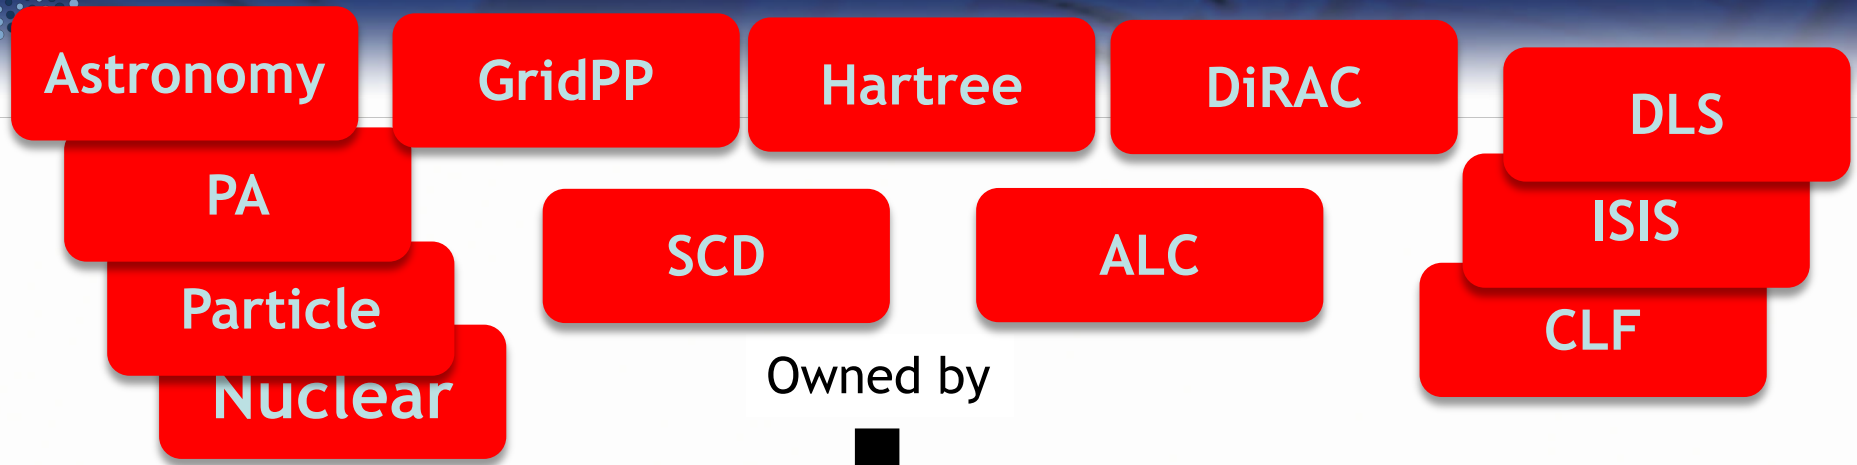 Astronomy
GridPP
Hartree
DiRAC
DLS
PA
SCD
ALC
ISIS
Particle
CLF
Nuclear
Owned by